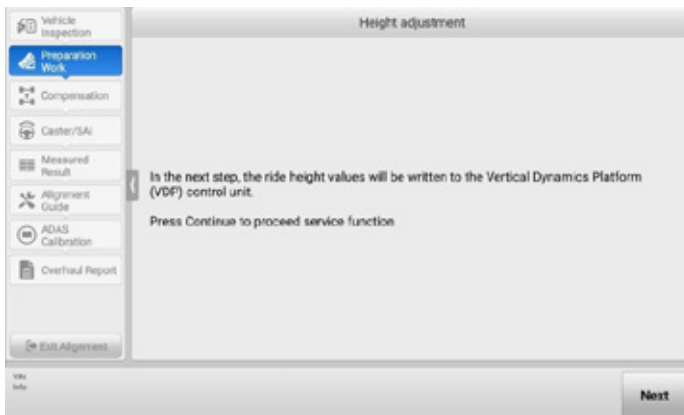 Vehicle
Inspection
Preparation
Work
Compensation
Caster/SAI
Measured
Result
Alignment
Guide
ADAS
Calibration
Overhaul Report
Exit Alignment
Height adjustment
In the next step, the ride height values will be written to the Vertical Dynamics Platform
(VDP) control unit.
Press Continue to proceed service function
VIN:
Info
Next